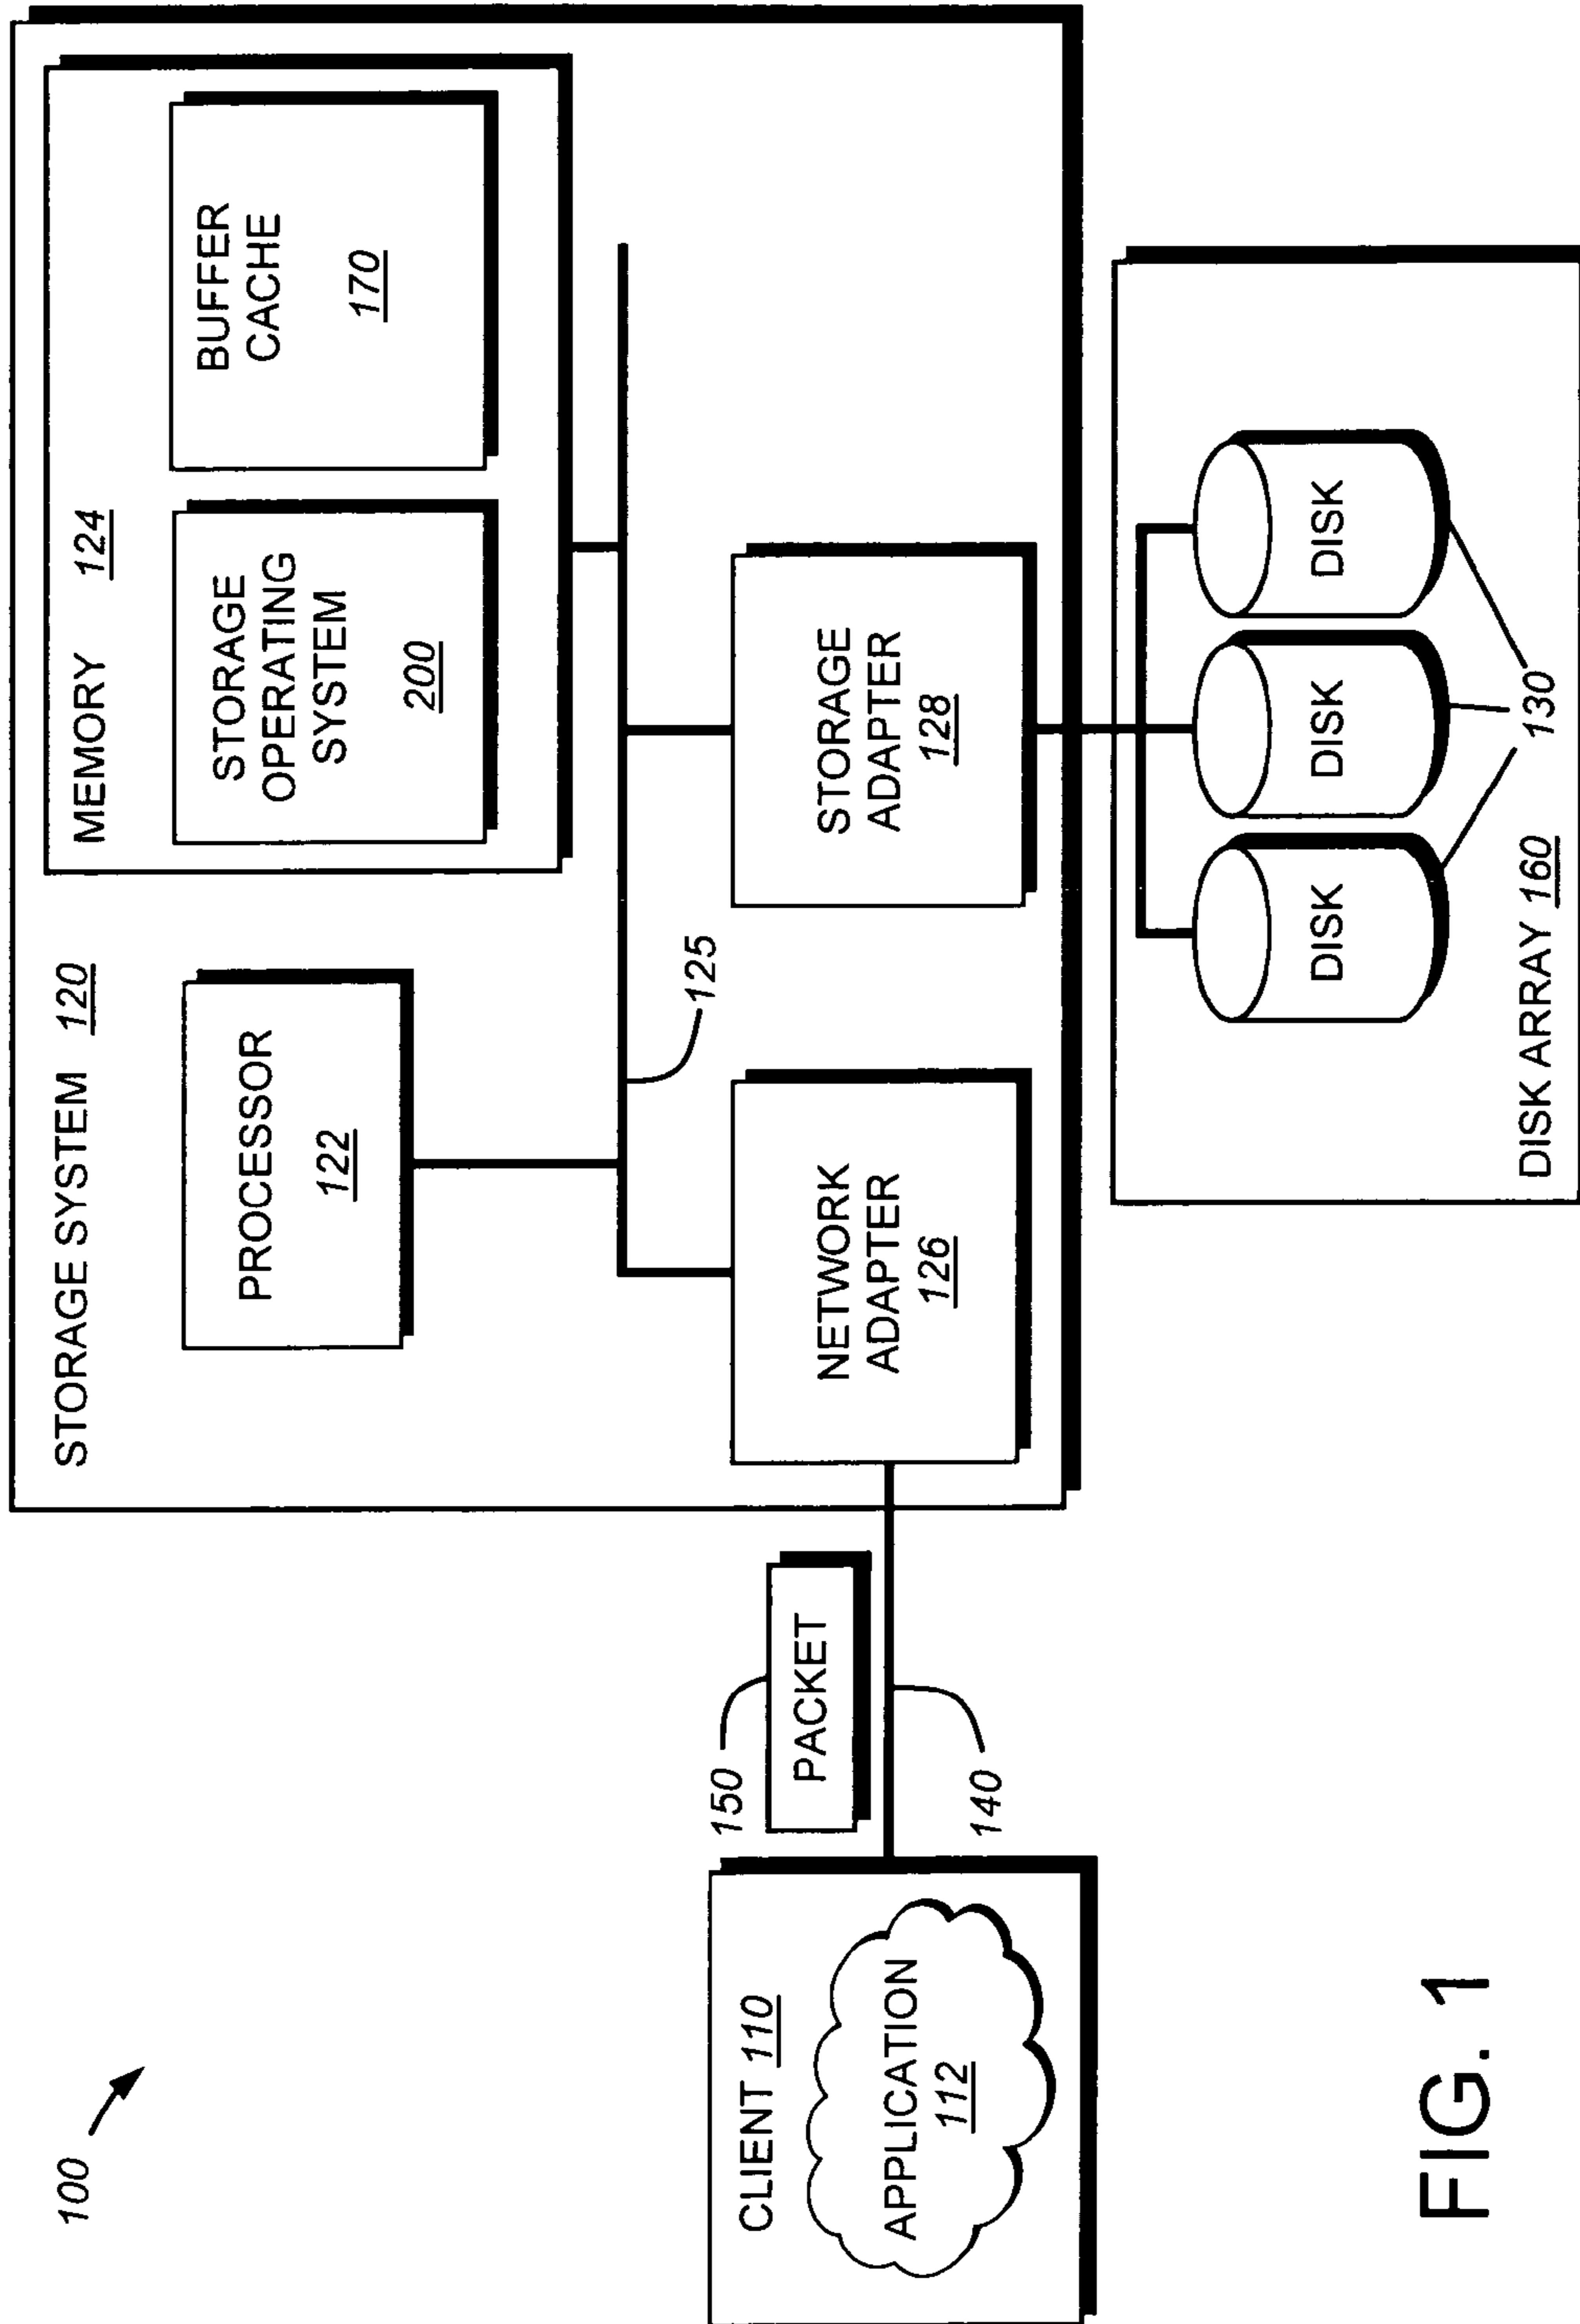 100
STORAGE SYSTEM 120
MEMORY 124
PROCESSOR
122
STORAGE
OPERATING
SYSTEM
200
BUFFER
CACHE
170
125
CLIENT 110
APPLICATION
112
150
PACKET
140
NETWORK
ADAPTER
126
STORAGE
ADAPTER
128
DISK
DISK
DISK
130
DISK ARRAY 160
FIG. 1